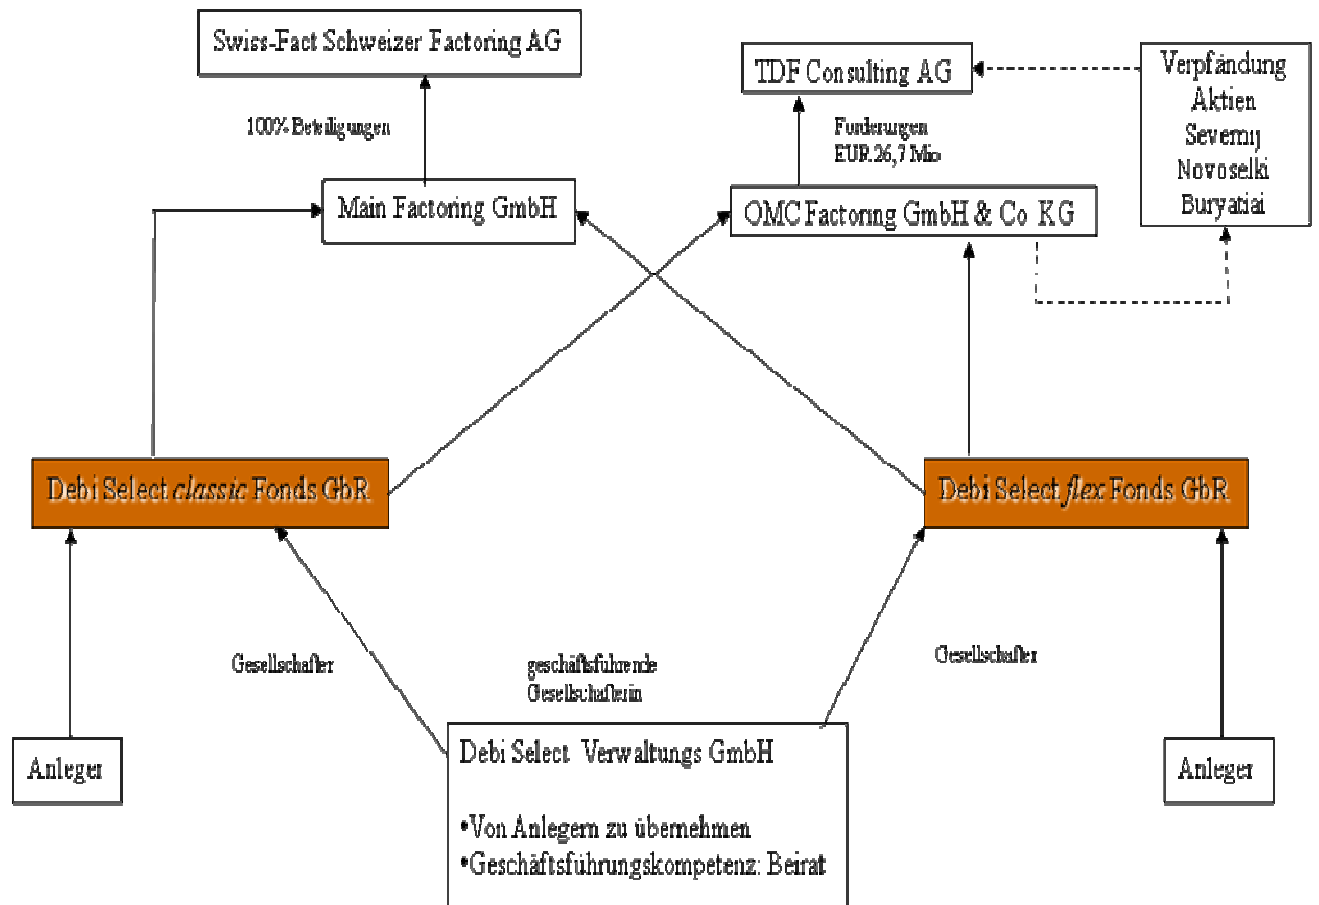 Swiss-Fact Schweizer Factoring AG
TDF Consulting AG
Verpfändung
Aktien
Severnij
Novoselki
Buryatiai
100% Beteiligungen
Forderungen
EUR 26,7 Mio
Main Factoring GmbH
OMC Factoring GmbH & Co KG
Debi Select classic Fonds GbR
Debi Select flex Fonds GbR
Gesellschafter
geschäftsführende
Gesellschafterin
Gesellschafter
Anleger
Debi Select Verwaltungs GmbH
•Von Anlegern zu übernehmen
•Geschäftsführungskompetenz: Beirat
Anleger